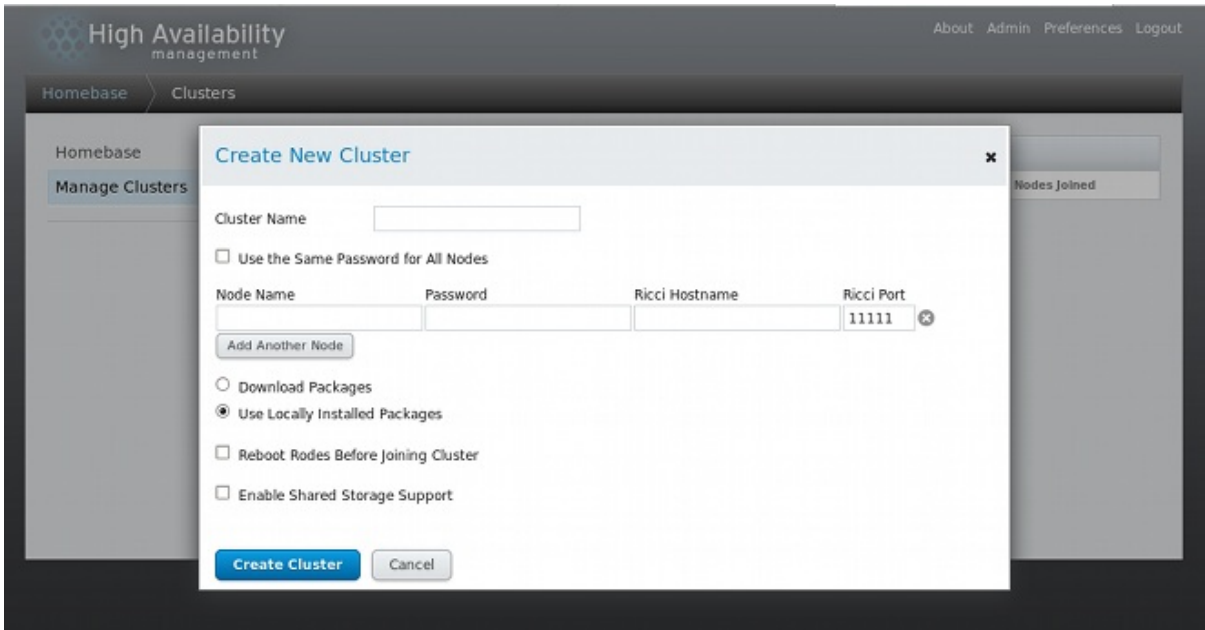 High Availability
management
About Admin Preferences Logout
Homebase Clusters
Homebase
Manage Clusters
Nodes Joined
Create New Cluster
Cluster Name
Use the Same Password for All Nodes
Node Name Password Ricci Hostname Ricci Port
11111
Add Another Node
Download Packages
Use Locally Installed Packages
Reboot Rodes Before Joining Cluster
Enable Shared Storage Support
Create Cluster Cancel